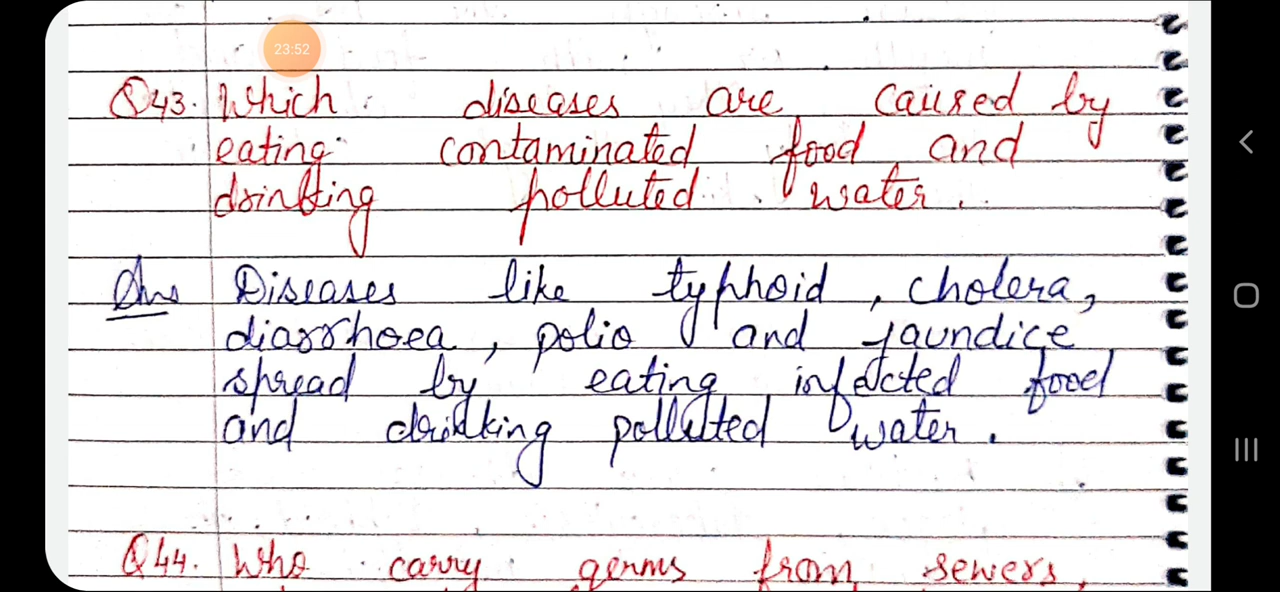 23:52
Q43. Which diseases are caused by
eating contaminated food and
drinking polluted water.
Ans Diseases like typhoid, cholera,
diarrhoea, polio and jaundice
spread by eating infected food
and drinking polluted water.
Q44. Who carry germs from sewers,